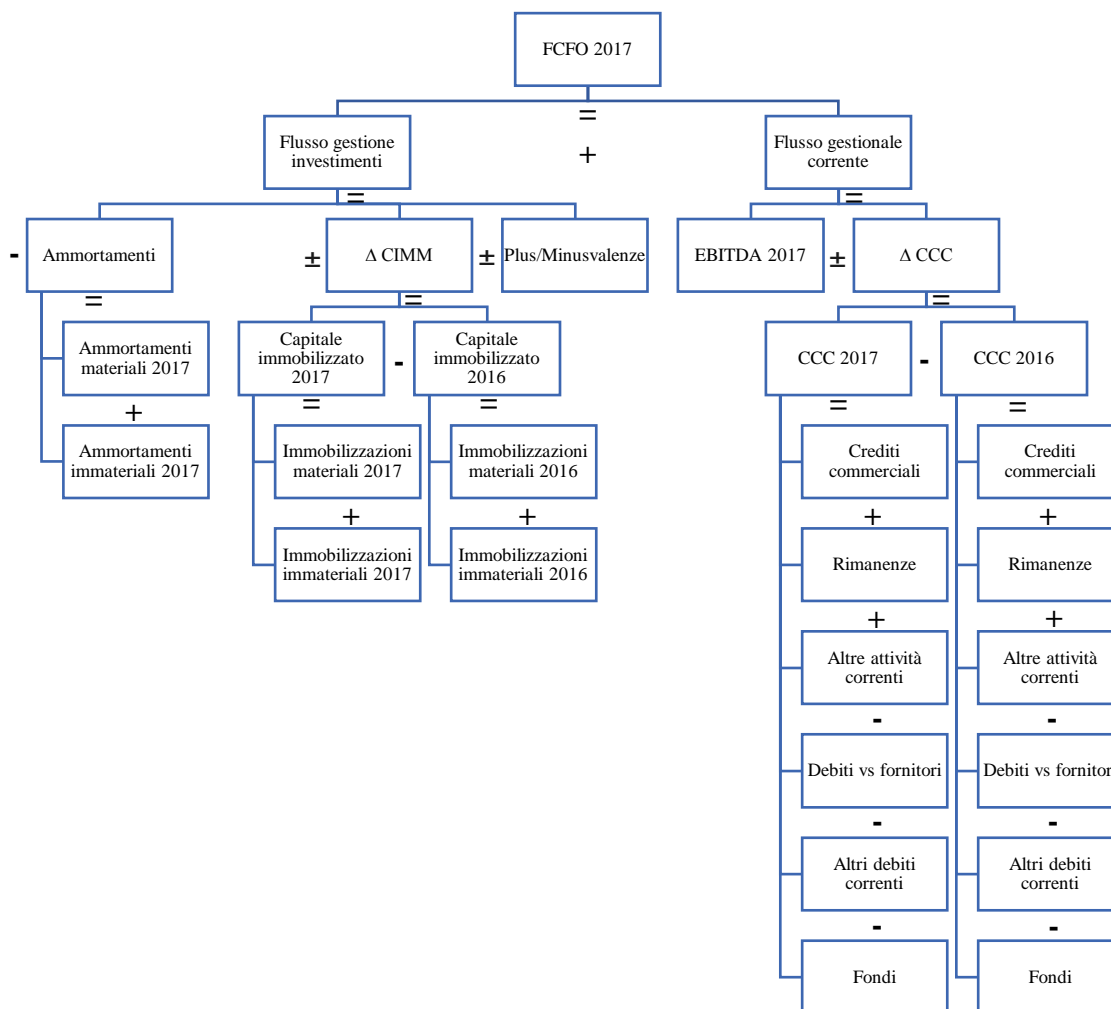 FCFO 2017
=
+
Flusso gestione
investimenti
Flusso gestionale
corrente
=
=
-
Ammortamenti
±
Δ CIMM
±
Plus/Minusvalenze
EBITDA 2017
±
Δ CCC
=
=
=
Ammortamenti
materiali 2017
+
Ammortamenti
immateriali 2017
Capitale
immobilizzato
2017
-
Capitale
immobilizzato
2016
=
=
Immobilizzazioni
materiali 2017
+
Immobilizzazioni
immateriali 2017
Immobilizzazioni
materiali 2016
+
Immobilizzazioni
immateriali 2016
CCC 2017
-
CCC 2016
=
=
Crediti
commerciali
+
Rimanenze
+
Altre attività
correnti
-
Debiti vs fornitori
-
Altri debiti
correnti
-
Fondi
Crediti
commerciali
+
Rimanenze
+
Altre attività
correnti
-
Debiti vs fornitor
-
Altri debiti
correnti
-
Fondi